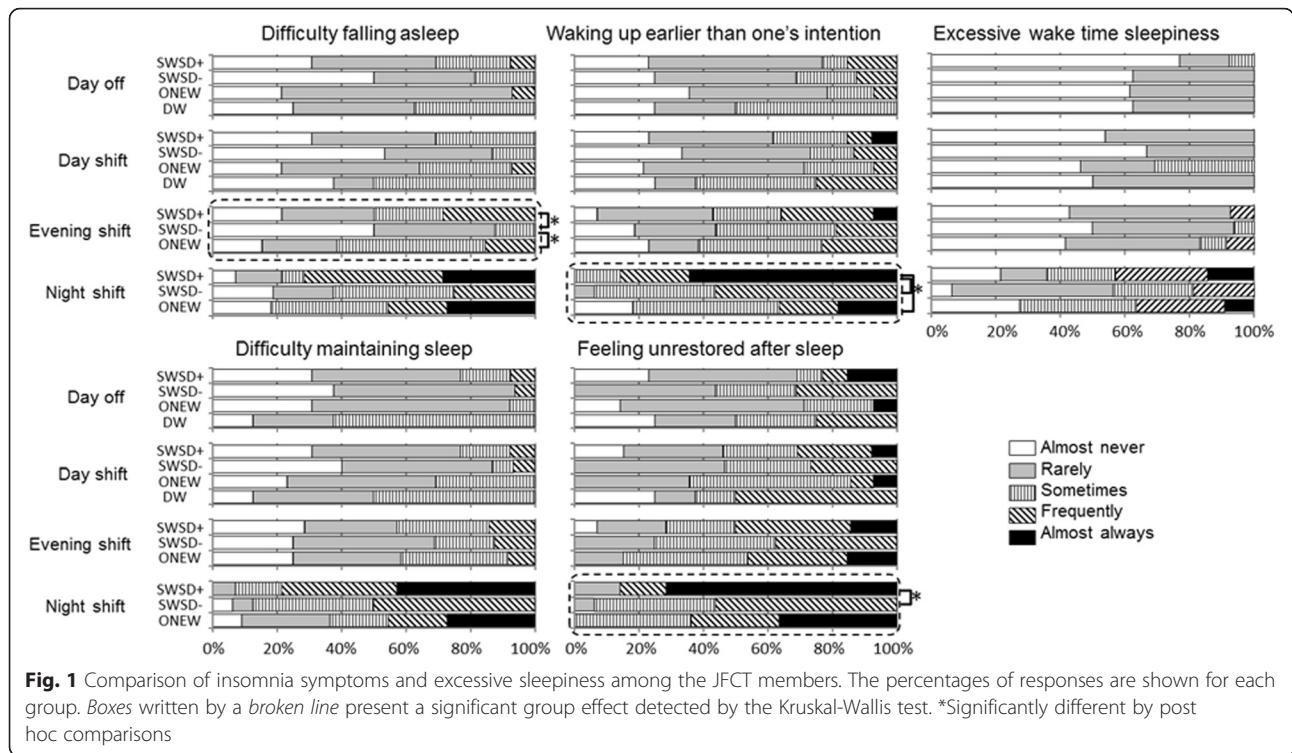 Difficulty falling asleep
Waking up earlier than one's intention
Excessive wake time sleepiness
Day off
SWSD+
SWSD-
ONEW
DW
Day shift
SWSD+
SWSD-
ONEW
DW
Evening shift
SWSD+
SWSD-
ONEW
*
*
Night shift
SWSD+
SWSD-
ONEW
*
0% 20% 40% 60% 80% 100%
Difficulty maintaining sleep
Feeling unrestored after sleep
Day off
SWSD+
SWSD-
ONEW
DW
Day shift
SWSD+
SWSD-
ONEW
DW
Evening shift
SWSD+
SWSD-
ONEW
Night shift
SWSD+
SWSD-
ONEW
*
0% 20% 40% 60% 80% 100%
0% 20% 40% 60% 80% 100%
Almost never
Rarely
Sometimes
Frequently
Almost always
Fig. 1 Comparison of insomnia symptoms and excessive sleepiness among the JFCT members. The percentages of responses are shown for each
group. Boxes written by a broken line present a significant group effect detected by the Kruskal-Wallis test. *Significantly different by post
hoc comparisons